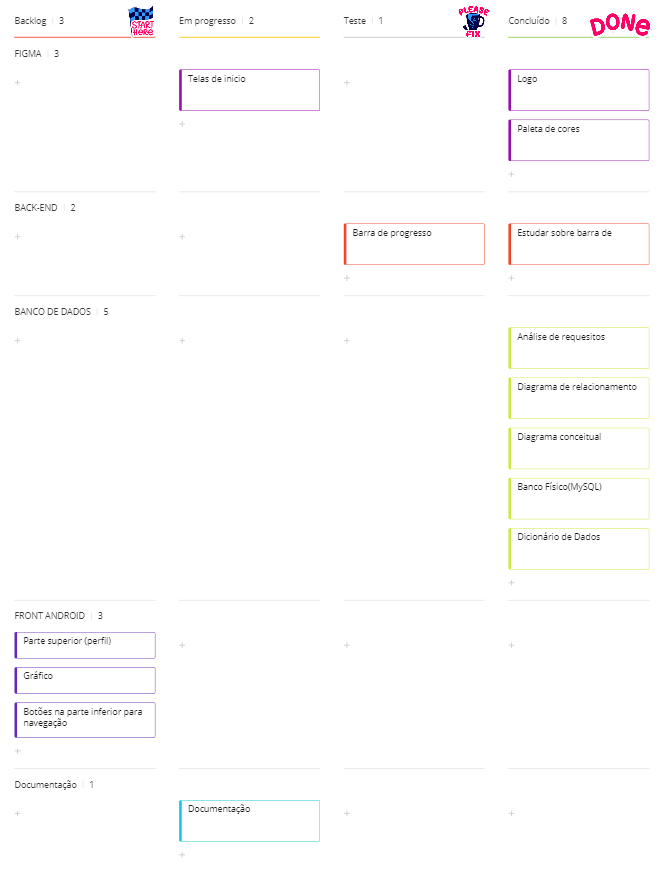 Backlog | 3
START
HERE
Em progresso | 2
Teste | 1
PLEASE
FIX
Concluído | 8
DONE
FIGMA | 3
+
Telas de inicio
+
+
Logo
Paleta de cores
+
BACK-END | 2
+
+
Barra de progresso
+
Estudar sobre barra de
+
BANCO DE DADOS | 5
+
+
+
Análise de requesitos
Diagrama de relacionamento
Diagrama conceitual
Banco Físico(MySQL)
Dicionário de Dados
+
FRONT ANDROID | 3
Parte superior (perfil)
Gráfico
Botões na parte inferior para
navegação
+
+
+
+
Documentação | 1
+
Documentação
+
+
+